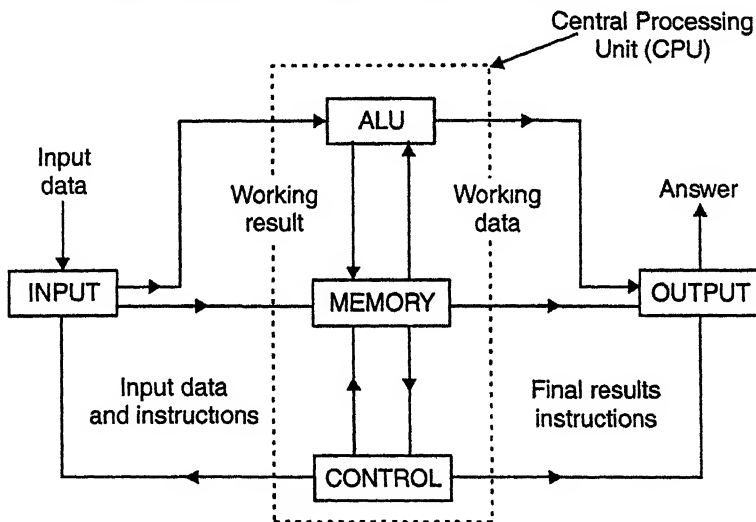 Central Processing
Unit (CPU)
ALU
Input
data
Working
result
Working
data
Answer
INPUT
MEMORY
OUTPUT
Input data
and instructions
Final results
instructions
CONTROL